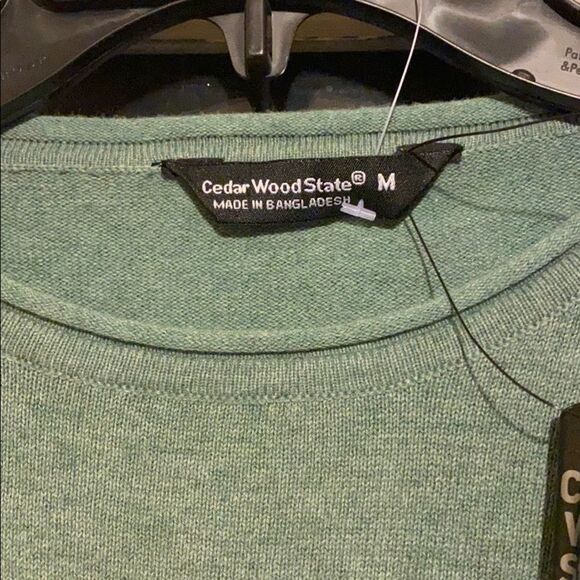 Cedar Wood State® M
MADE IN BANGLADESH
&P
C